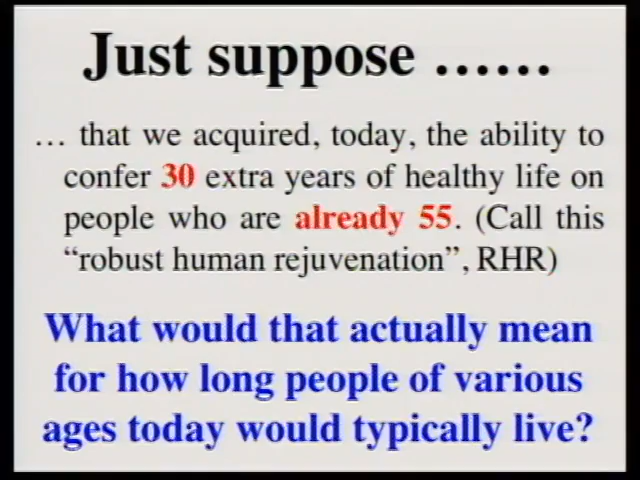 Just suppose ......
... that we acquired, today, the ability to
confer 30 extra years of healthy life on
people who are already 55. (Call this
“robust human rejuvenation”, RHR)
What would that actually mean
for how long people of various
ages today would typically live?